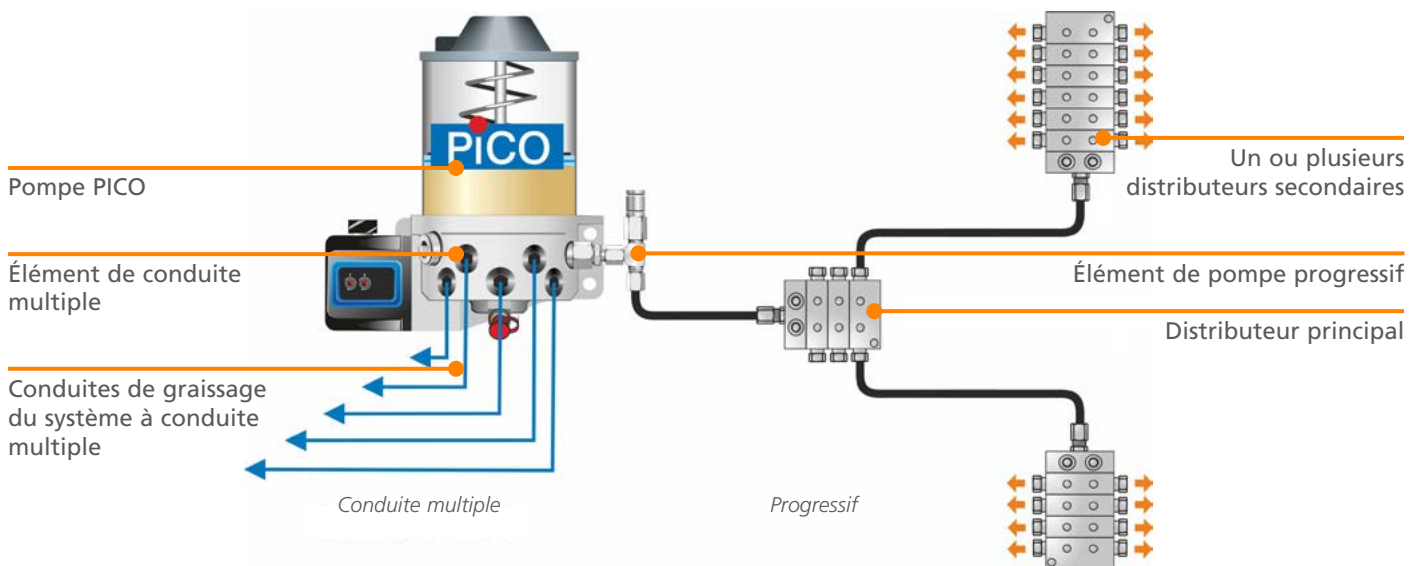 PiCO
Pompe PICO
Élément de conduite
multiple
Conduites de graissage
du système à conduite
multiple
Un ou plusieurs
distributeurs secondaires
Élément de pompe progressif
Distributeur principal
Conduite multiple
Progressif